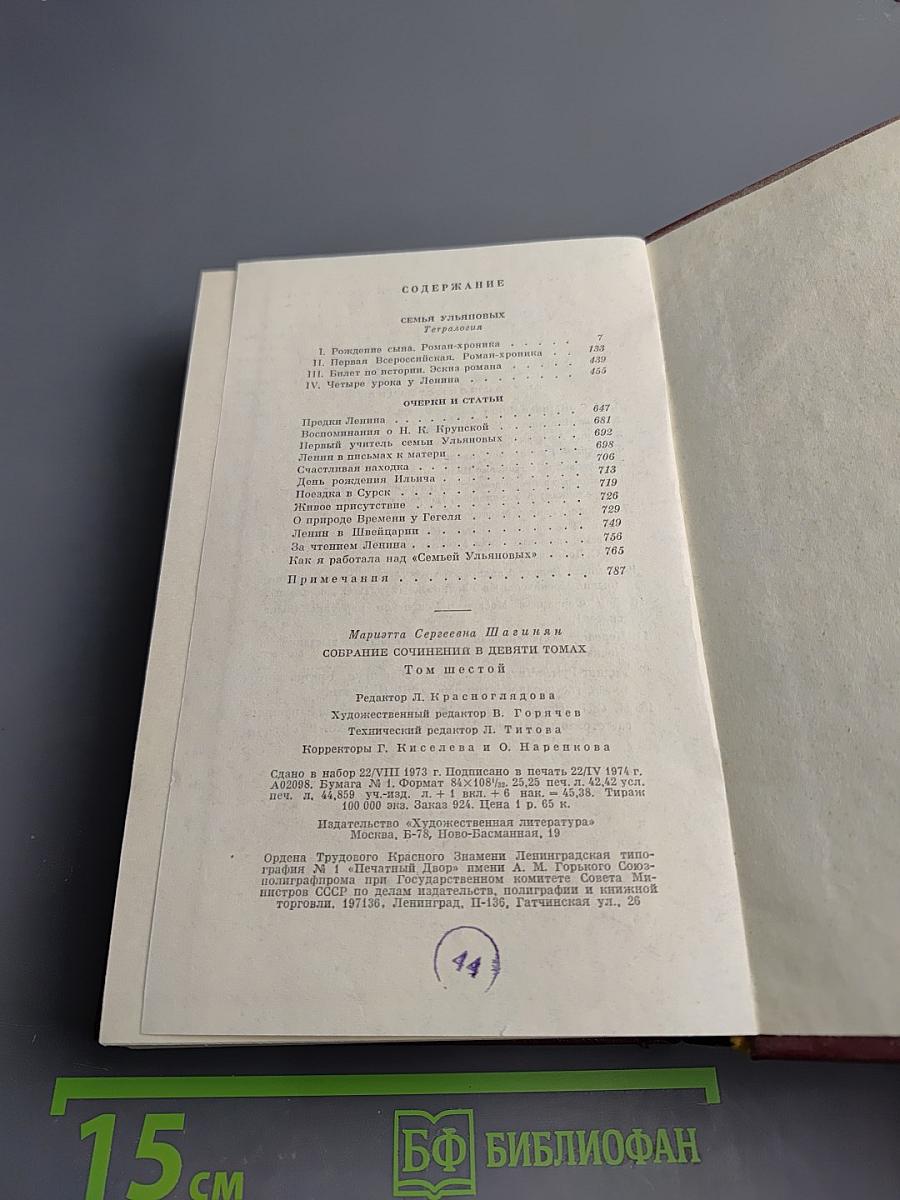 СОДЕРЖАНИЕ
СЕМЬЯ УЛЬЯНОВЫХ
Тетралогия
I. Рождение сына. Роман-хроника . . . . . 7
II. Первая Всероссийская. Роман-хроника . . 133
III. Билет по истории. Эскиз романа . . . . . 439
IV. Четыре урока у Ленина . . . . . . . . 455
ОЧЕРКИ И СТАТЬИ
Предки Ленина . . . . . . . . . . . . 647
Воспоминания о Н. К. Крупской . . . . . . 681
Первый учитель семьи Ульяновых . . . . . 692
Ленин в письмах к матери . . . . . . . . 698
Счастливая находка . . . . . . . . . . 706
День рождения Ильича . . . . . . . . . 713
Поездка в Сурск . . . . . . . . . . . 719
Живое присутствие . . . . . . . . . . 726
О природе Времени у Гегеля . . . . . . . 729
Ленин в Швейцарии . . . . . . . . . . 749
За чтением Ленина . . . . . . . . . . . 756
Как я работала над «Семьей Ульяновых» . . . 765
Примечания . . . . . . . . . . . . . 787
Мариэтта Сергеевна Шагинян
СОБРАНИЕ СОЧИНЕНИЙ В ДЕВЯТИ ТОМАХ
Том шестой
Редактор Л. Красноглядова
Художественный редактор В. Горячев
Технический редактор Л. Титова
Корректоры Г. Киселева и О. Наренкова
Сдано в набор 22/VIII 1973 г. Подписано в печать 22/IV 1974 г.
А02098. Бумага № 1. Формат 84×108¹/₃₂. 25,25 печ. л. 42,42 усл.
печ. л. 44,859 уч.-изд. л. + 1 вкл. + 6 нак. = 45,38. Тираж
100 000 экз. Заказ 924. Цена 1 р. 65 к.
Издательство «Художественная литература»
Москва, Б-78, Ново-Басманная, 19
Ордена Трудового Красного Знамени Ленинградская типо-
графия № 1 «Печатный Двор» имени А. М. Горького Союз-
полиграфпрома при Государственном комитете Совета Ми-
нистров СССР по делам издательств, полиграфии и книжной
торговли. 197136, Ленинград, П-136, Гатчинская ул., 26
44
15 см БФ БИБЛИОФАН